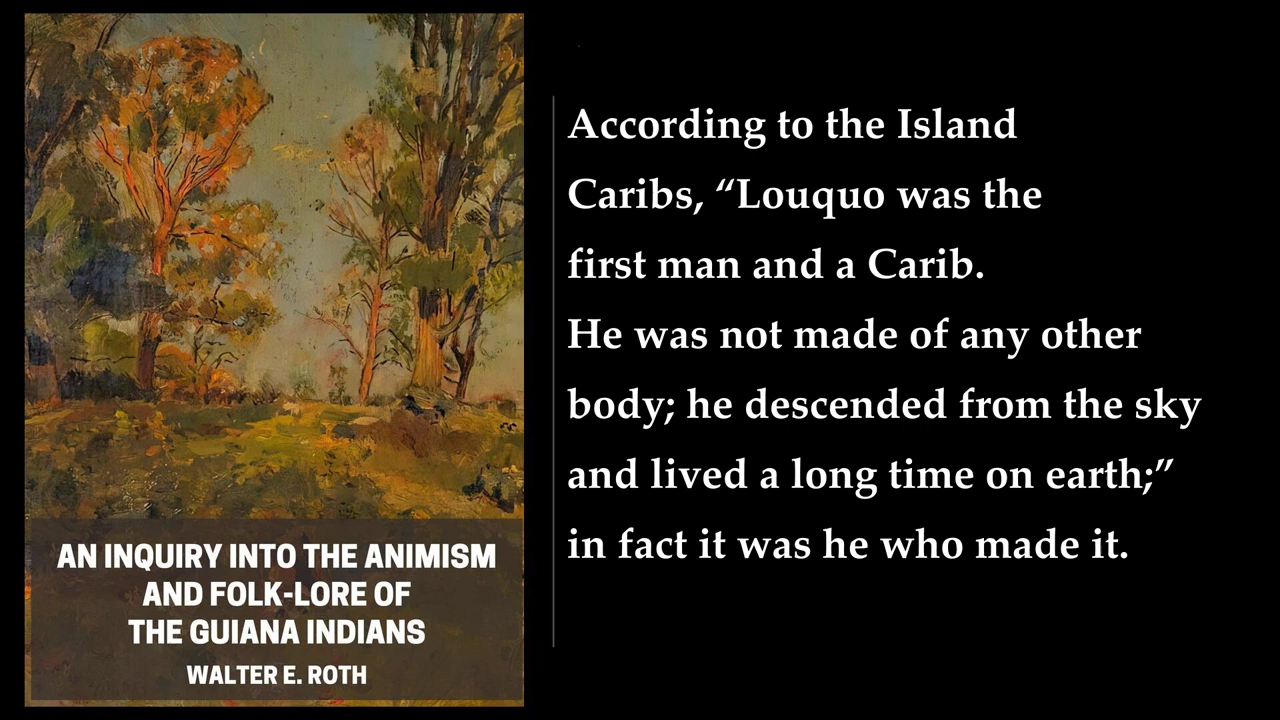 AN INQUIRY INTO THE ANIMISM
AND FOLK-LORE OF
THE GUIANA INDIANS
WALTER E. ROTH
According to the Island
Caribs, “Louquo was the
first man and a Carib.
He was not made of any other
body; he descended from the sky
and lived a long time on earth;”
in fact it was he who made it.